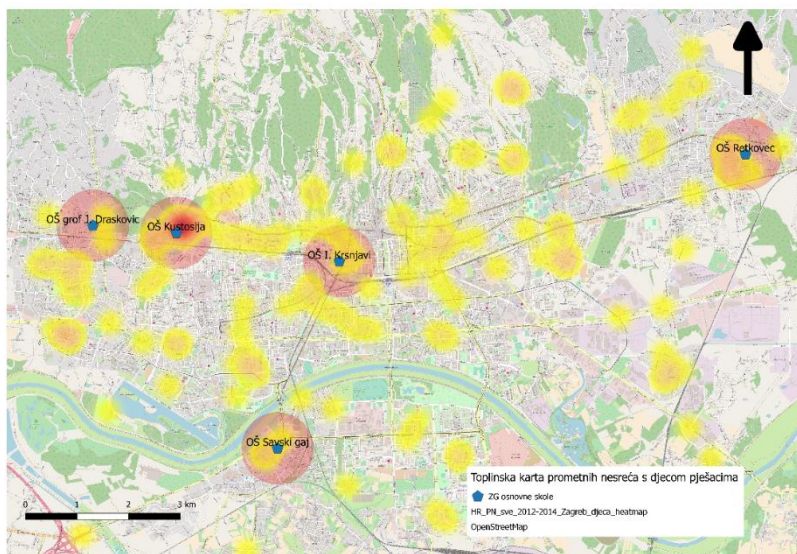 OŠ Retkovec
OŠ grof J. Draskovic
OŠ Kustosija
OŠ I. Krsnjavi
OŠ Savski gaj
Toplinska karta prometnih nesreća s djecom pješacima
ZG osnovne skole
HR_PN_sve_2012-2014_Zagreb_djeca_heatmap
OpenStreetMap
0 1 2 3 km